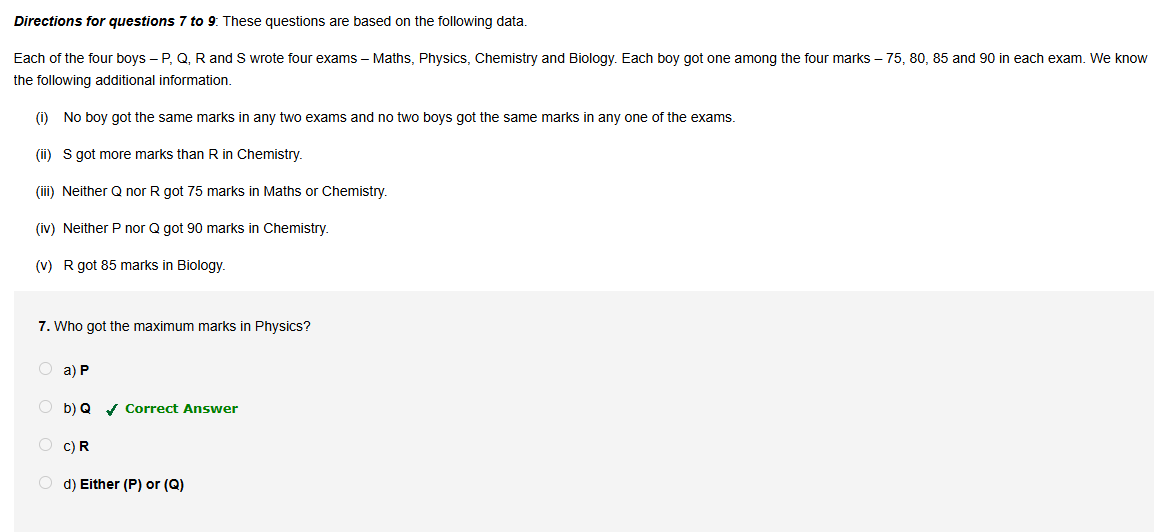 Directions for questions 7 to 9: These questions are based on the following data.
Each of the four boys – P, Q, R and S wrote four exams – Maths, Physics, Chemistry and Biology. Each boy got one among the four marks – 75, 80, 85 and 90 in each exam. We know
the following additional information.
(i) No boy got the same marks in any two exams and no two boys got the same marks in any one of the exams.
(ii) S got more marks than R in Chemistry.
(iii) Neither Q nor R got 75 marks in Maths or Chemistry.
(iv) Neither P nor Q got 90 marks in Chemistry.
(v) R got 85 marks in Biology.
7. Who got the maximum marks in Physics?
a) P
b) Q ✓ Correct Answer
c) R
d) Either (P) or (Q)